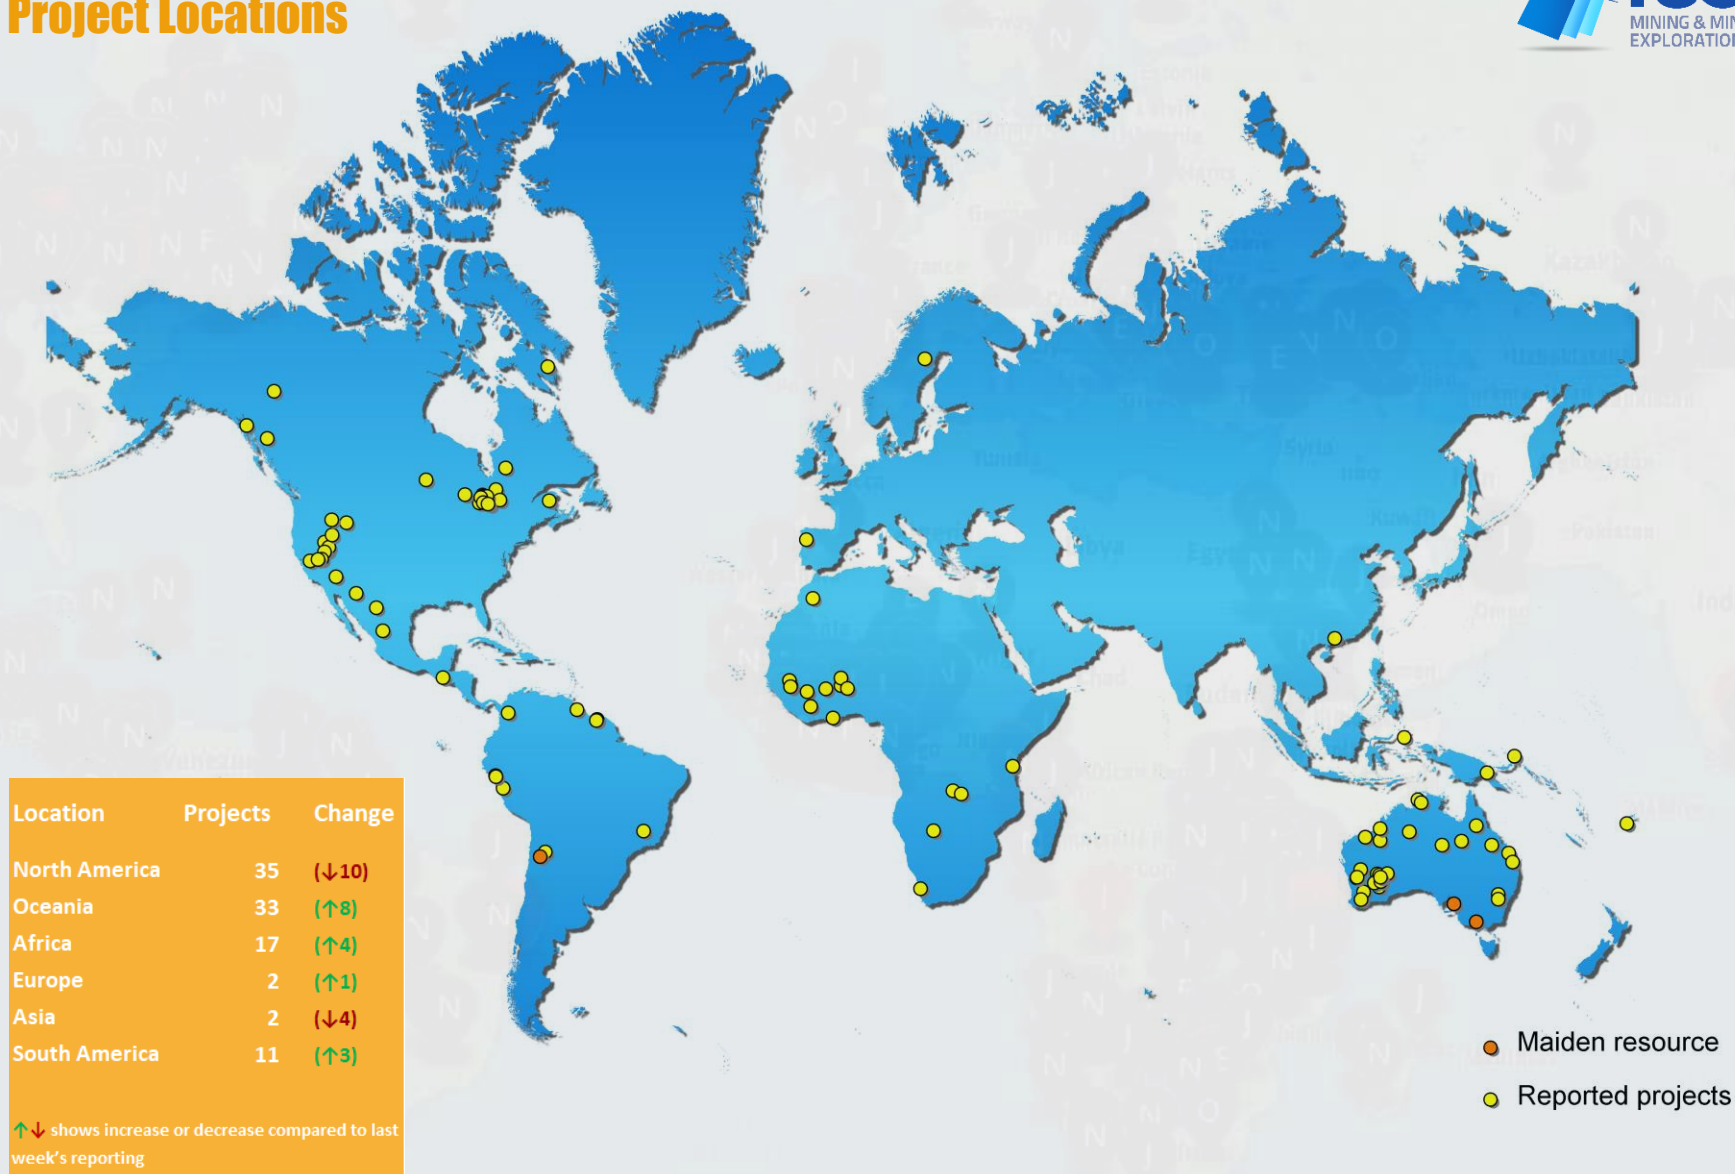 Project Locations
MINING & MIN
EXPLORATION
Location Projects Change
North America 35 (↓10)
Oceania 33 (↑8)
Africa 17 (↑4)
Europe 2 (↑1)
Asia 2 (↓4)
South America 11 (↑3)
↑↓ shows increase or decrease compared to last
week's reporting
Maiden resource
Reported projects